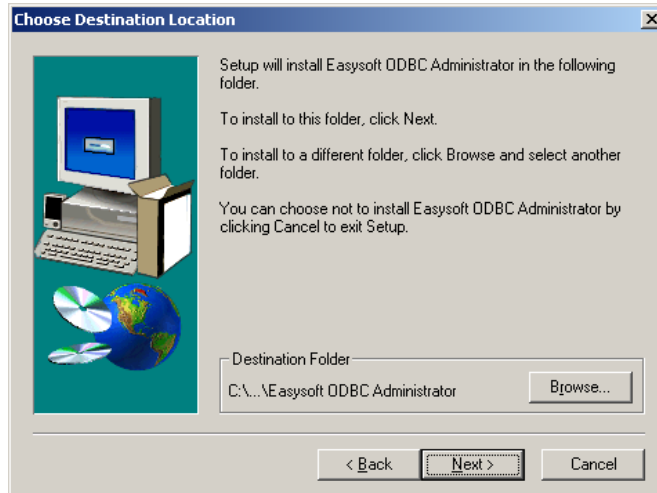 Choose Destination Location
Setup will install Easysoft ODBC Administrator in the following
folder.
To install to this folder, click Next.
To install to a different folder, click Browse and select another
folder.
You can choose not to install Easysoft ODBC Administrator by
clicking Cancel to exit Setup.
Destination Folder
C:\...\Easysoft ODBC Administrator
Browse...
< Back
Next >
Cancel